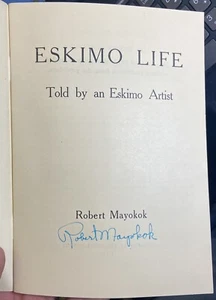 ESKIMO LIFE
Told by an Eskimo Artist
Robert Mayokok
Robert Mayokok